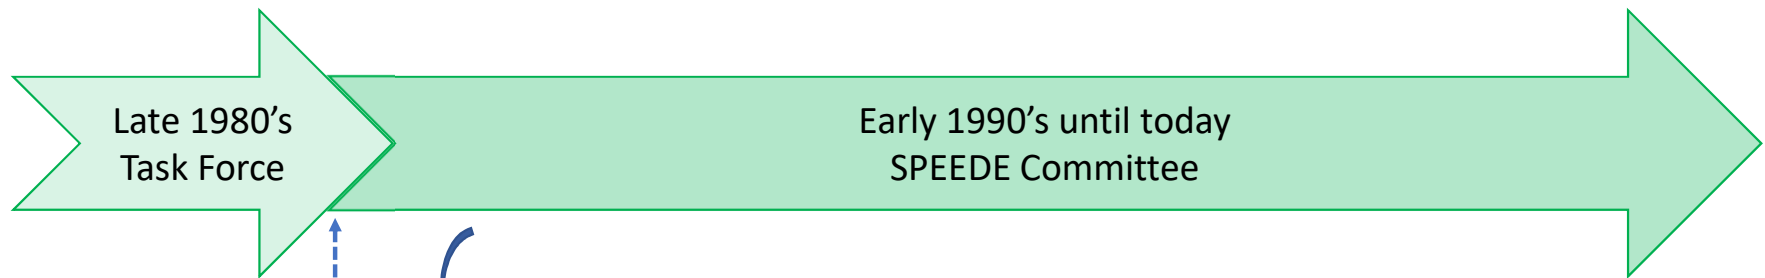 Late 1980’s
Task Force
Early 1990’s until today
SPEEDE Committee